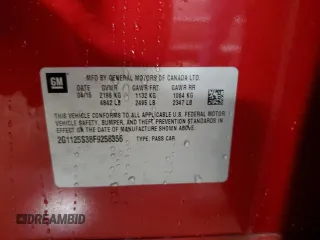 GM
MFD BY GENERAL MOTORS OF CANADA LTD.
DATE GVWR GAWR FRT GAWR RR
04/15 2196 KG 1132 KG 1064 KG
4842 LB 2495 LB 2347 LB
THIS VEHICLE CONFORMS TO ALL APPLICABLE U.S. FEDERAL
MOTOR VEHICLE SAFETY, BUMPER, AND THEFT PREVENTION
STANDARDS IN EFFECT ON THE DATE OF MANUFACTURE
SHOWN ABOVE.
2G1125S38F9256356 TYPE: PASS CAR
DREAMBID